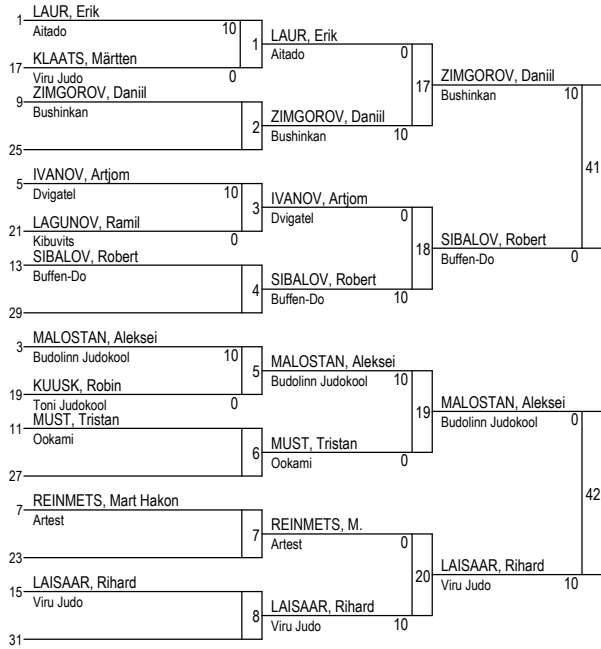 1 LAUR, Erik
Aitado 10
17 KLAATS, Märtten
Viru Judo 0
1
9 ZIMGOROV, Daniil
Bushinkan
25
2
5 IVANOV, Artjom
Dvigatel 10
21 LAGUNOV, Ramil
Kibuvits 0
3
13 SIBALOV, Robert
Buffen-Do
29
4
3 MALOSTAN, Aleksei
Budolinn Judokool 10
19 KUUSK, Robin
Toni Judokool 0
5
11 MUST, Tristan
Ookami
27
6
7 REINMETS, Mart Hakon
Artest
23
7
15 LAISAAR, Rihard
Viru Judo
31
8
LAUR, Erik
Aitado 0
ZIMGOROV, Daniil
Bushinkan 10
17
IVANOV, Artjom
Dvigatel 0
SIBALOV, Robert
Buffen-Do 10
18
MALOSTAN, Aleksei
Budolinn Judokool 10
MUST, Tristan
Ookami 0
19
REINMETS, M.
Artest 0
LAISAAR, Rihard
Viru Judo 10
20
ZIMGOROV, Daniil
Bushinkan 10
SIBALOV, Robert
Buffen-Do 0
41
MALOSTAN, Aleksei
Budolinn Judokool 0
LAISAAR, Rihard
Viru Judo 10
42